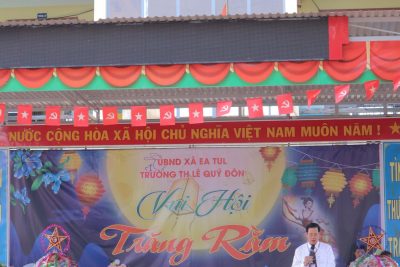 NƯỚC CỘNG HÒA XÃ HỘI CHỦ NGHĨA VIỆT NAM MUÔN NĂM !
UBND XÃ EA TUL
TRƯỜNG TH LÊ QUÝ ĐÔN
Vui Hội
Trăng Rằm